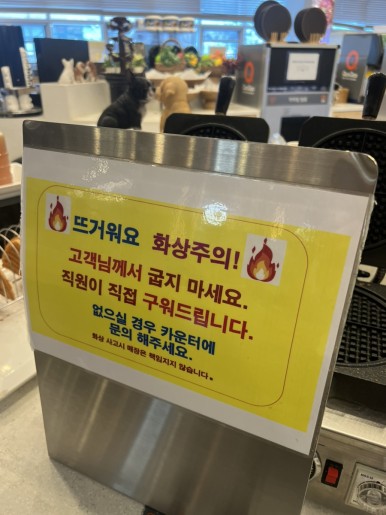 뜨거워요 화상주의!
고객님께서 굽지 마세요.
직원이 직접 구워드립니다.
없으실 경우 카운터에
문의 해주세요.
화상 사고시 매장은 책임지지 않습니다.